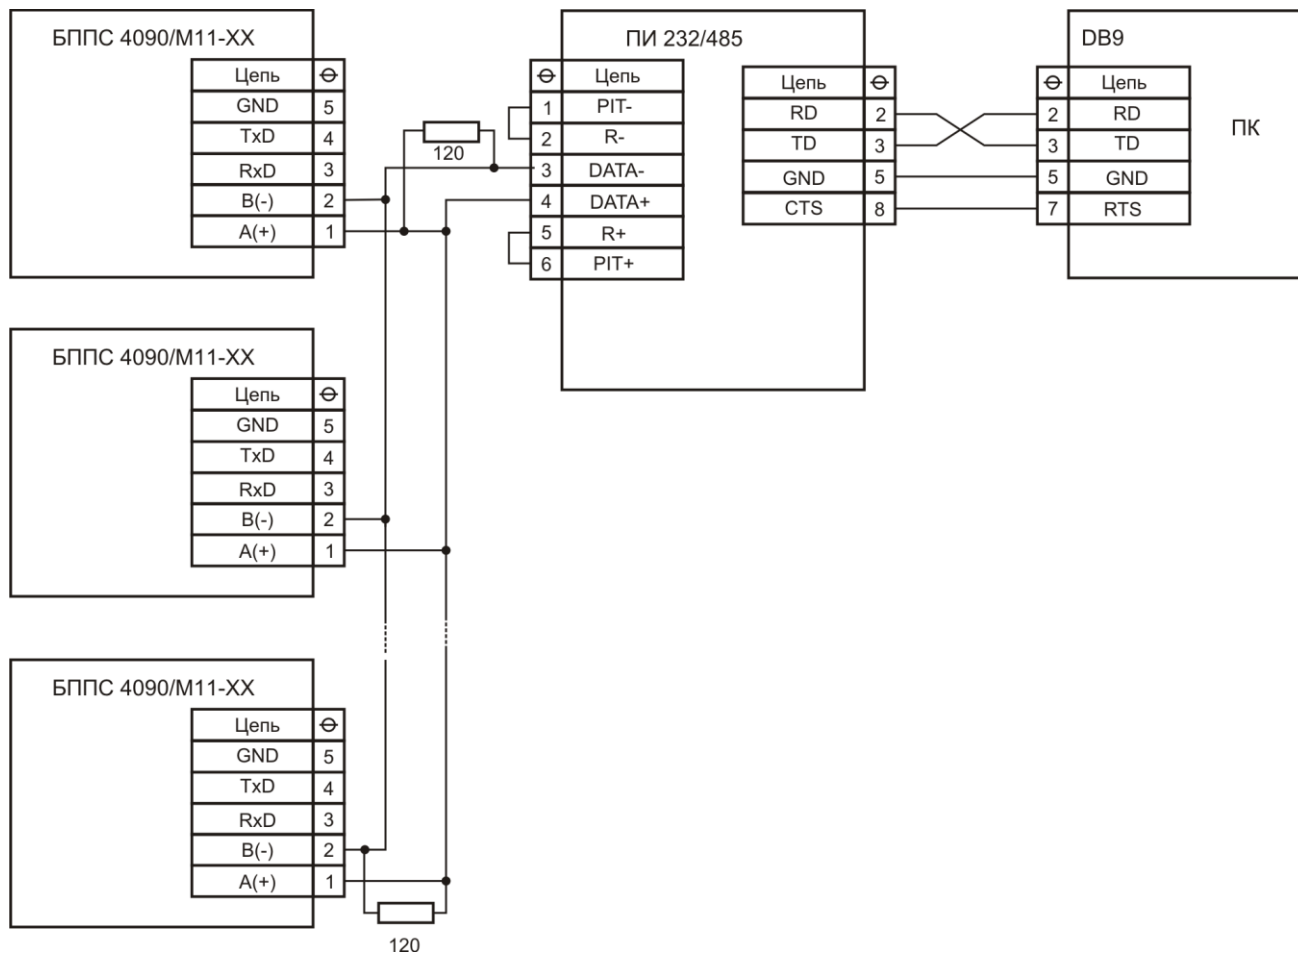 БППС 4090/М11-ХХ
Цепь
GND 5
TxD 4
RxD 3
B(-) 2
A(+) 1
120
ПИ 232/485
Цепь
1 PIT-
2 R-
3 DATA-
4 DATA+
5 R+
6 PIT+
Цепь
RD 2
TD 3
GND 5
CTS 8
DB9
Цепь
2 RD
3 TD
5 GND
7 RTS
ПК
БППС 4090/М11-ХХ
Цепь
GND 5
TxD 4
RxD 3
B(-) 2
A(+) 1
БППС 4090/М11-ХХ
Цепь
GND 5
TxD 4
RxD 3
B(-) 2
A(+) 1
120